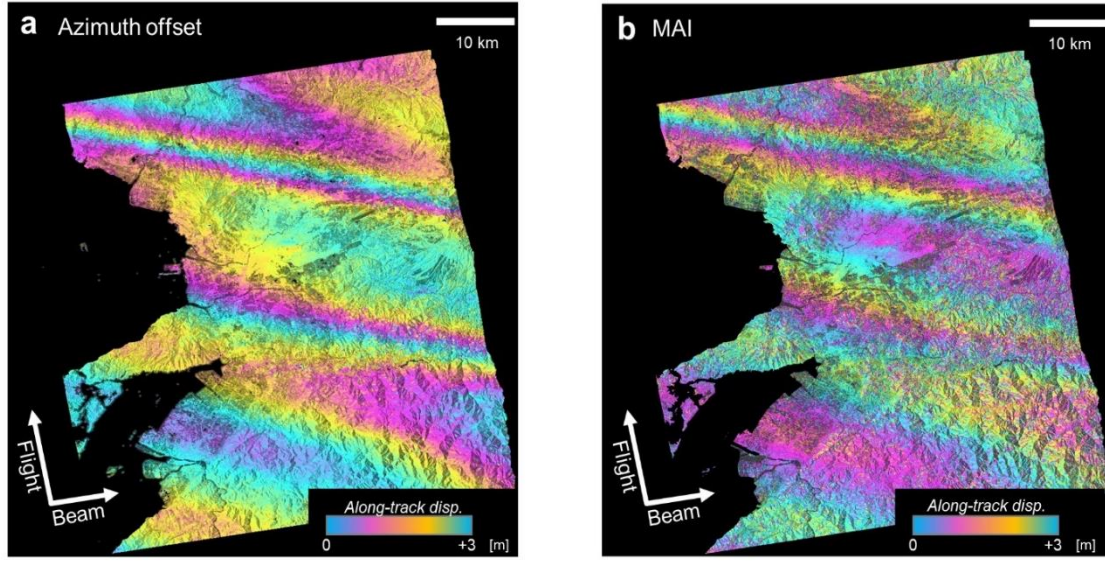 a Azimuth offset
10 km
Flight
Beam
Along-track disp.
0 +3 [m]
b MAI
10 km
Flight
Beam
Along-track disp.
0 +3 [m]